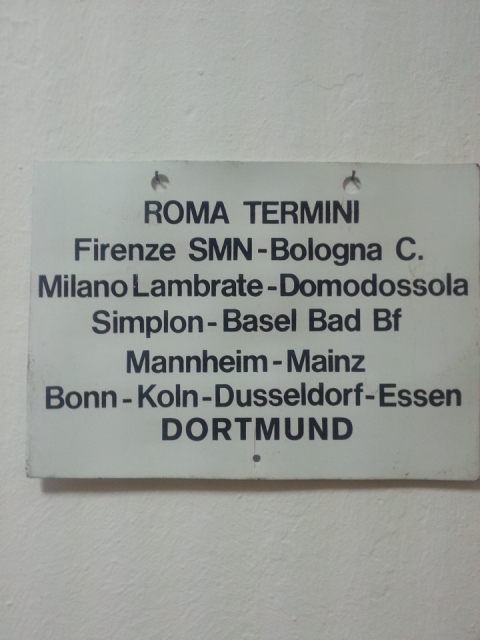 ROMA TERMINI
Firenze SMN-Bologna C.
Milano Lambrate-Domodossola
Simplon-Basel Bad Bf
Mannheim-Mainz
Bonn-Koln-Dusseldorf-Essen
DORTMUND